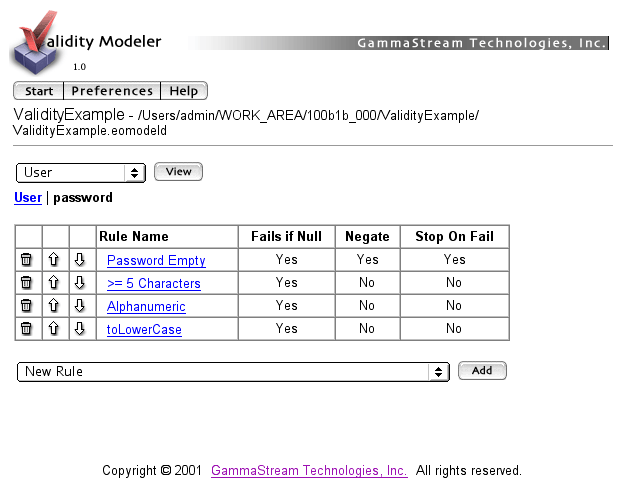 Validity Modeler
GammaStream Technologies, Inc.
1.0
Start Preferences Help
ValidityExample - /Users/admin/WORK_AREA/100b1b_000/ValidityExample/
ValidityExample.eomodeld
User View
User | password
Rule Name Fails if Null Negate Stop On Fail
Password Empty Yes Yes Yes
>= 5 Characters Yes No No
Alphanumeric Yes No No
toLowerCase Yes No No
New Rule Add
Copyright © 2001 GammaStream Technologies, Inc. All rights reserved.